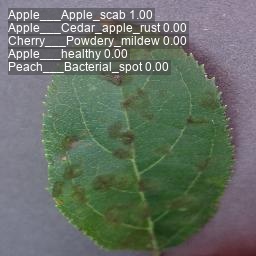 Apple___Apple_scab 1.00
Apple___Cedar_apple_rust 0.00
Cherry___Powdery_mildew 0.00
Apple___healthy 0.00
Peach___Bacterial_spot 0.00